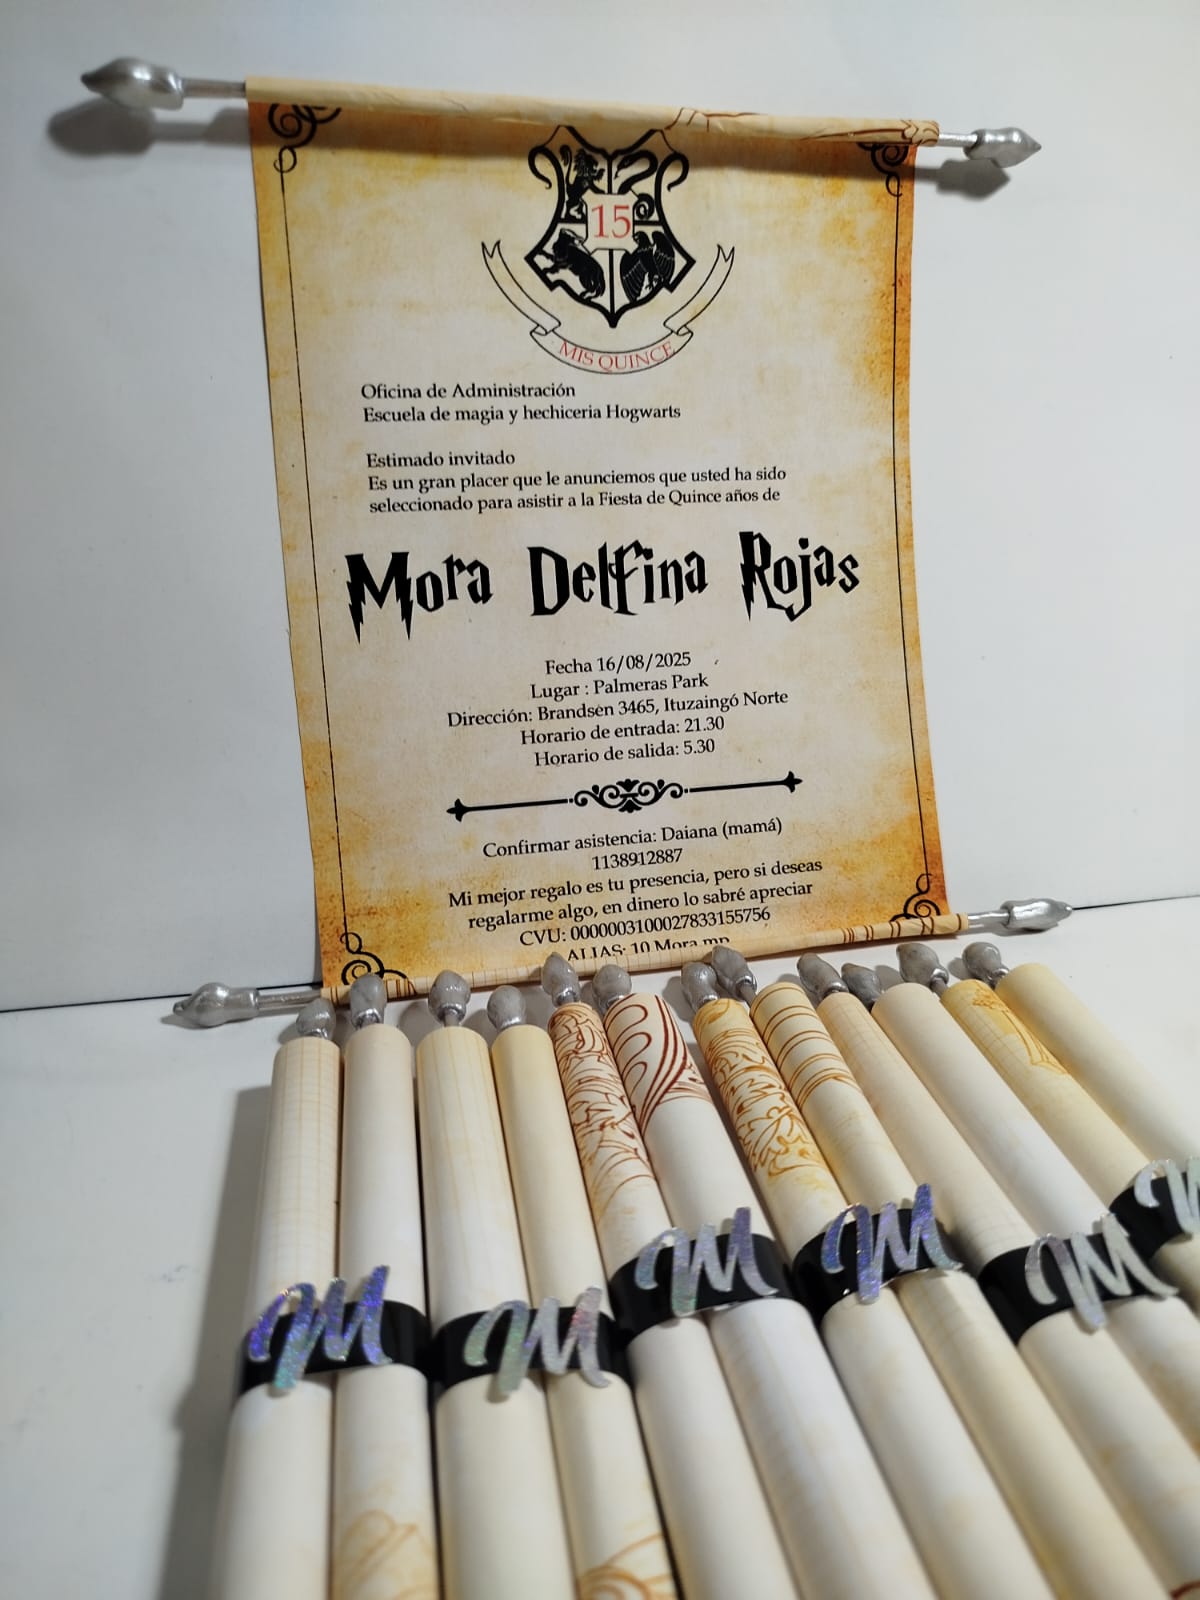 15
MIS QUINCE
Oficina de Administración
Escuela de magia y hechiceria Hogwarts
Estimado invitado
Es un gran placer que le anunciemos que usted ha sido
seleccionado para asistir a la Fiesta de Quince años de
Mora Delfina Rojas
Fecha 16/08/2025
Lugar : Palmeras Park
Dirección: Brandsen 3465, Ituzaingó Norte
Horario de entrada: 21.30
Horario de salida: 5.30
Confirmar asistencia: Daiana (mamá)
1138912887
Mi mejor regalo es tu presencia, pero si deseas
regalarme algo, en dinero lo sabré apreciar
CVU: 0000003100027833155756
ALIAS: 10 Mora mp
M
M
M
M
M
M